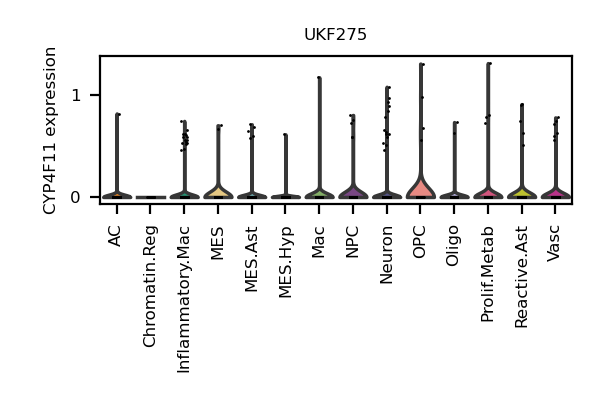 UKF275
CYP4F11 expression
1
0
AC
Chromatin.Reg
Inflammatory.Mac
MES
MES.Ast
MES.Hyp
Mac
NPC
Neuron
OPC
Oligo
Prolif.Metab
Reactive.Ast
Vasc